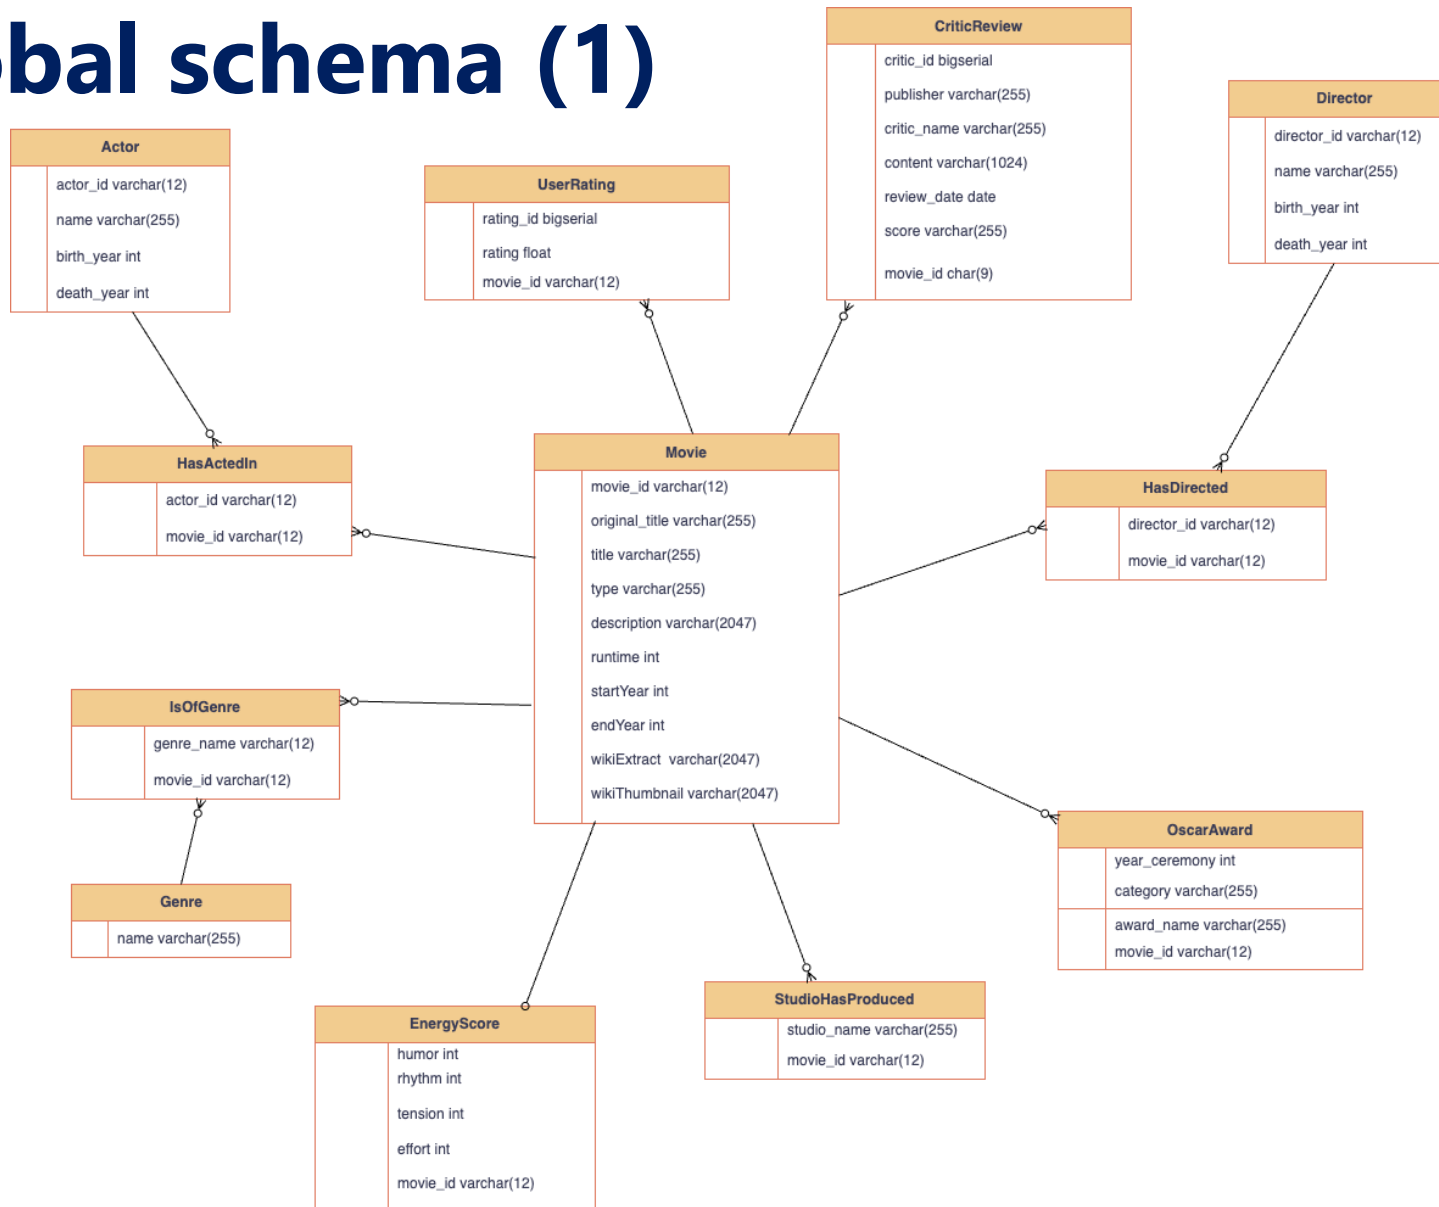 obal schema (1)
CriticReview
critic_id bigserial
publisher varchar(255)
critic_name varchar(255)
content varchar(1024)
review_date date
score varchar(255)
movie_id char(9)
Director
director_id varchar(12)
name varchar(255)
birth_year int
death_year int
Actor
actor_id varchar(12)
name varchar(255)
birth_year int
death_year int
UserRating
rating_id bigserial
rating float
movie_id varchar(12)
HasActedIn
actor_id varchar(12)
movie_id varchar(12)
Movie
movie_id varchar(12)
original_title varchar(255)
title varchar(255)
type varchar(255)
description varchar(2047)
runtime int
startYear int
endYear int
wikiExtract varchar(2047)
wikiThumbnail varchar(2047)
HasDirected
director_id varchar(12)
movie_id varchar(12)
IsOfGenre
genre_name varchar(12)
movie_id varchar(12)
Genre
name varchar(255)
OscarAward
year_ceremony int
category varchar(255)
award_name varchar(255)
movie_id varchar(12)
EnergyScore
humor int
rhythm int
tension int
effort int
movie_id varchar(12)
StudioHasProduced
studio_name varchar(255)
movie_id varchar(12)